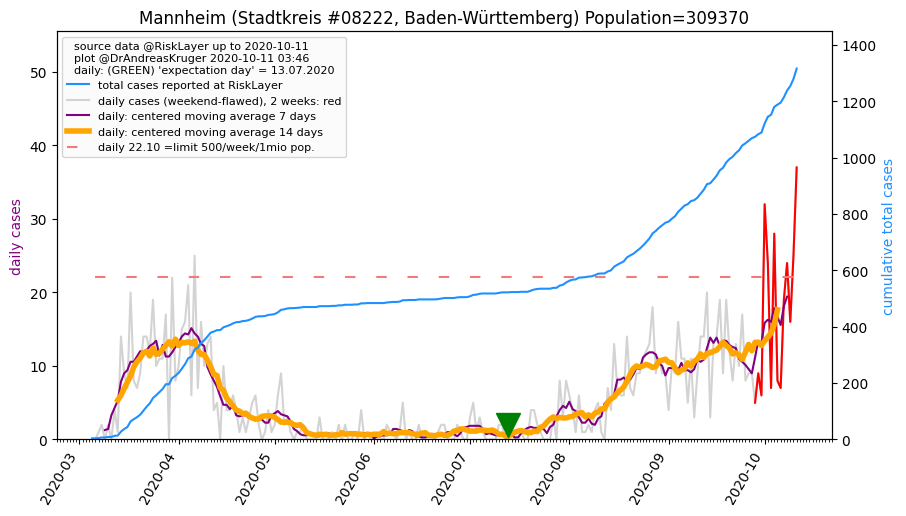 Mannheim (Stadtkreis #08222, Baden-Württemberg) Population=309370
source data @RiskLayer up to 2020-10-11
plot @DrAndreasKruger 2020-10-11 03:46
daily: (GREEN) 'expectation day' = 13.07.2020
total cases reported at RiskLayer
daily cases (weekend-flawed), 2 weeks: red
daily: centered moving average 7 days
daily: centered moving average 14 days
daily 22.10 =limit 500/week/1mio pop.
daily cases
50
40
30
20
10
0
1400
1200
1000
800
600
400
200
0
cumulative total cases
2020-03
2020-04
2020-05
2020-06
2020-07
2020-08
2020-09
2020-10